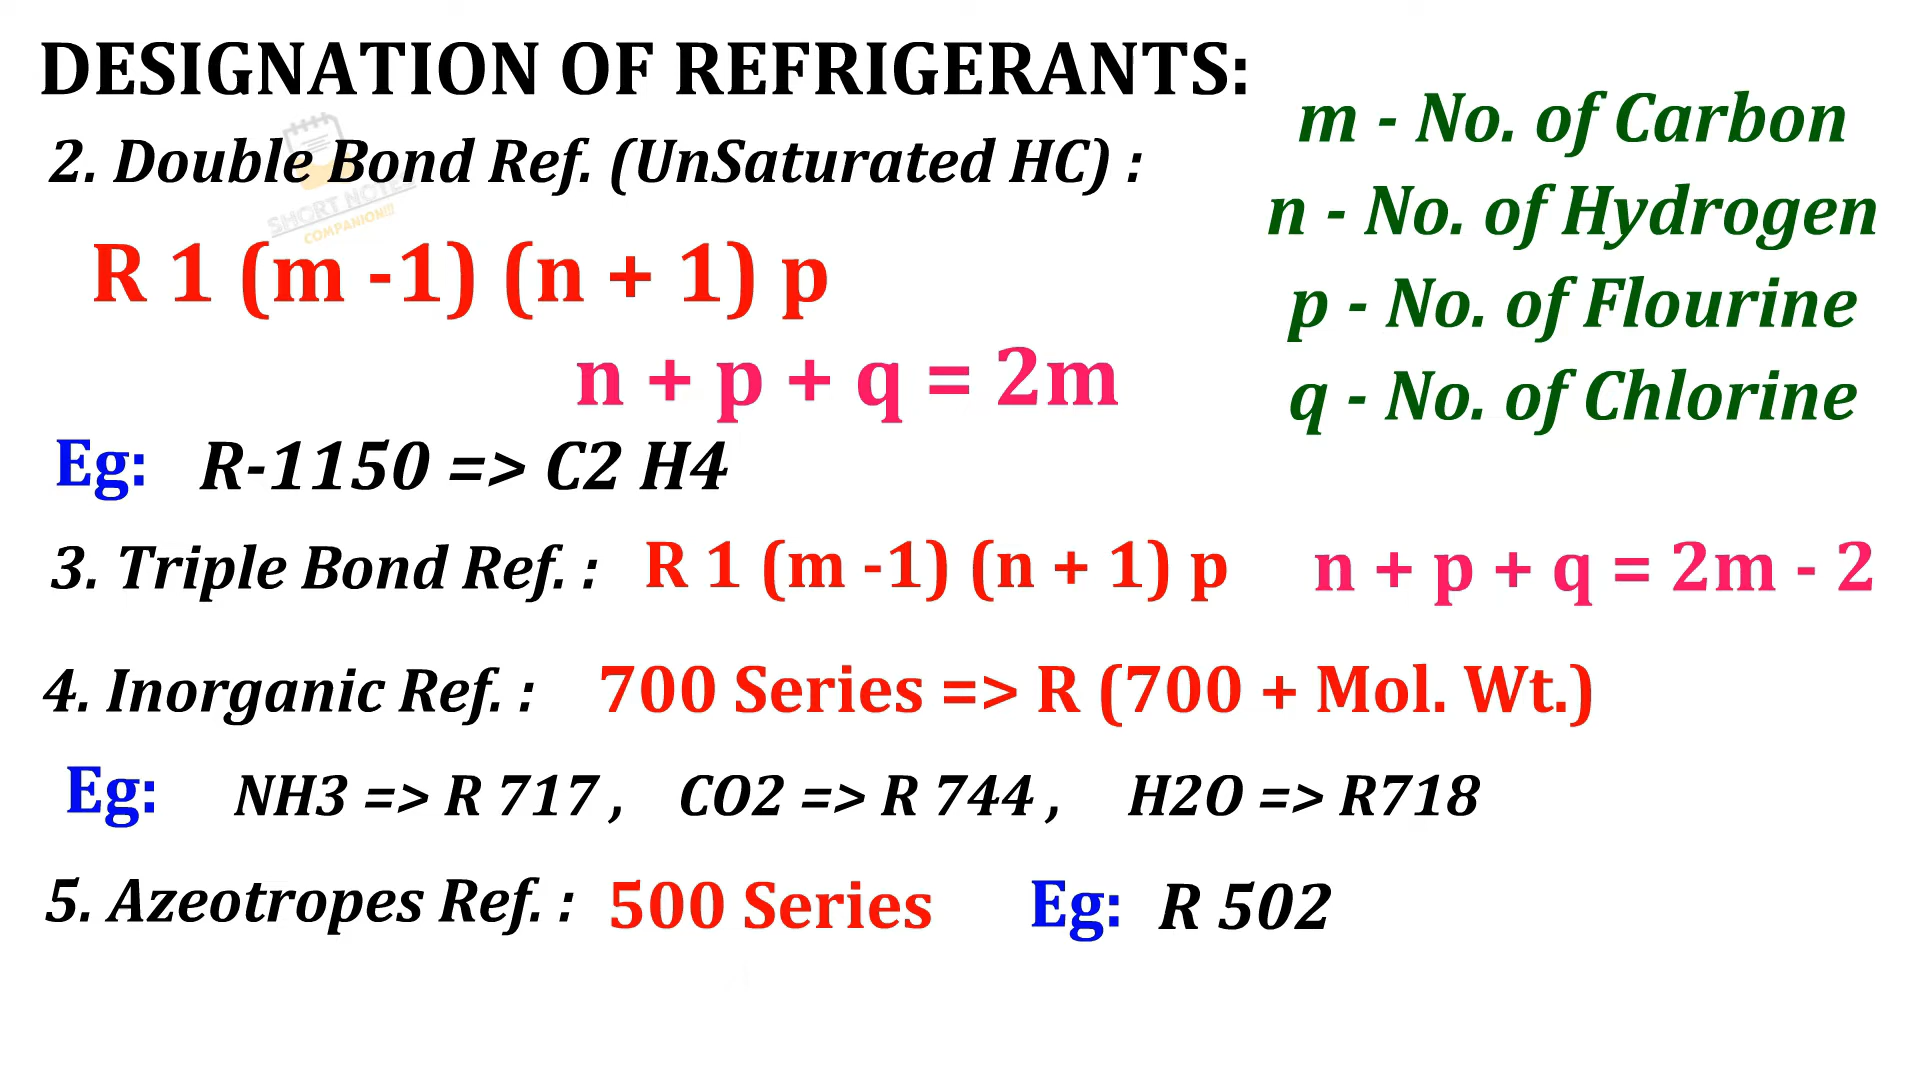 DESIGNATION OF REFRIGERANTS:
m - No. of Carbon
2. Double Bond Ref. (UnSaturated HC) :
SHORT NOTES
COMPANION!!!
n - No. of Hydrogen
R 1 (m -1) (n + 1) p
p - No. of Flourine
n + p + q = 2m
q - No. of Chlorine
Eg: R-1150 => C2 H4
3. Triple Bond Ref. : R 1 (m -1) (n + 1) p n + p + q = 2m - 2
4. Inorganic Ref. : 700 Series => R (700 + Mol. Wt.)
Eg: NH3 => R 717 , CO2 => R 744 , H2O => R718
5. Azeotropes Ref. : 500 Series Eg: R 502